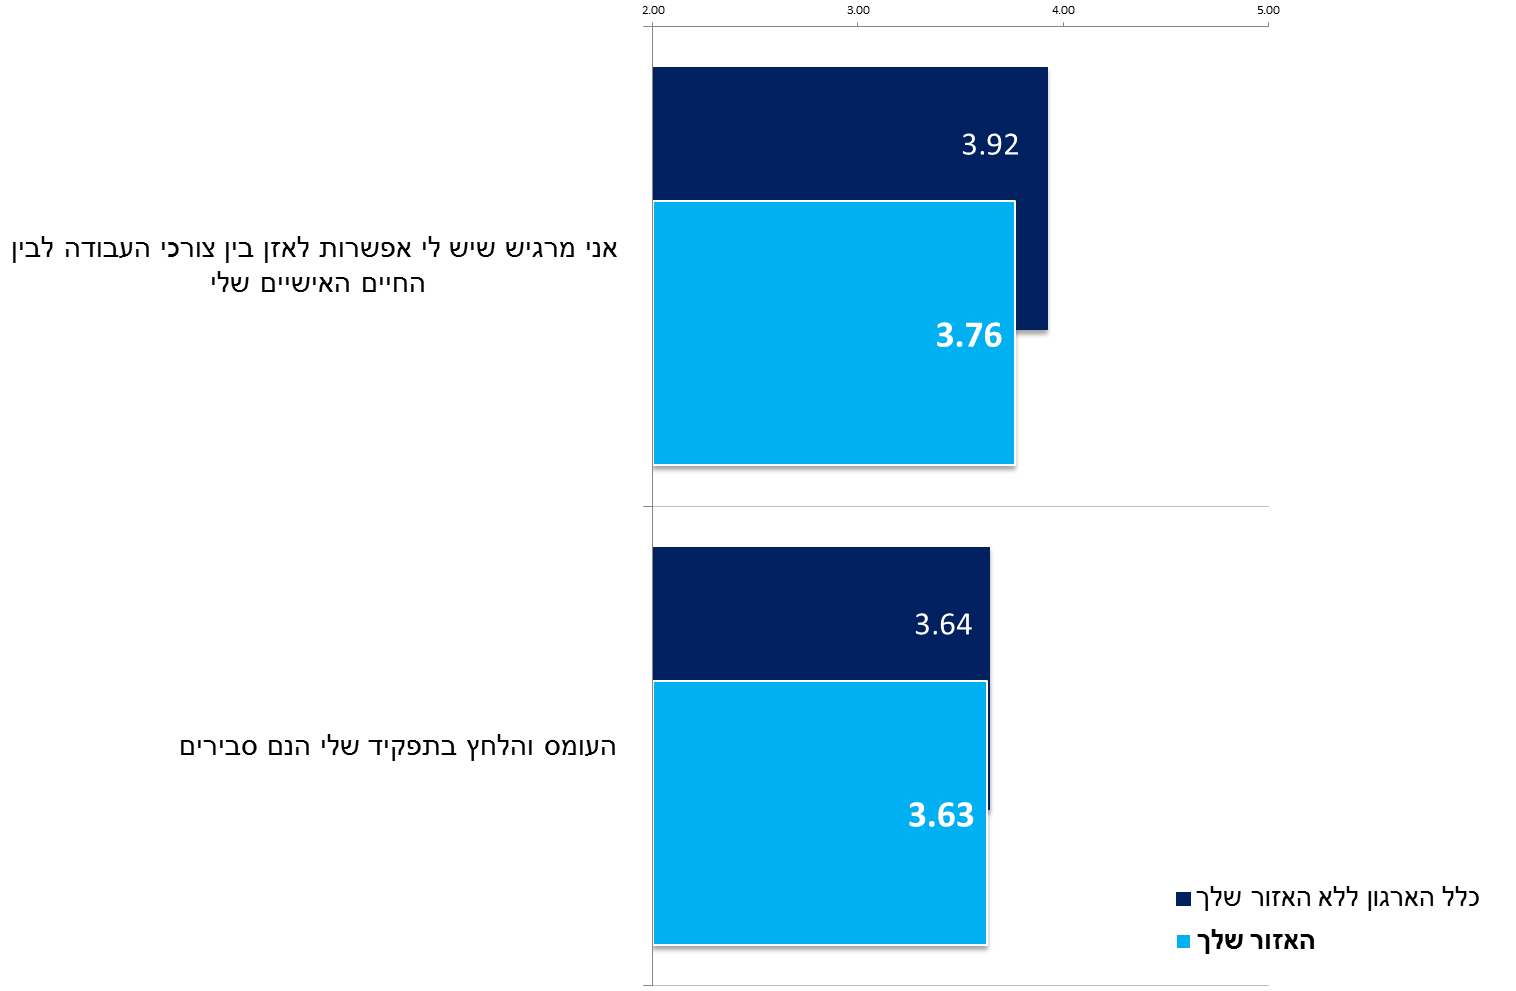 2.00 3.00 4.00 5.00
3.92
אני מרגיש שיש לי אפשרות לאזן בין צורכי העבודה לבין
החיים האישיים שלי
3.76
3.64
העומס והלחץ בתפקיד שלי הנם סבירים
3.63
כלל הארגון ללא האזור שלך
האזור שלך